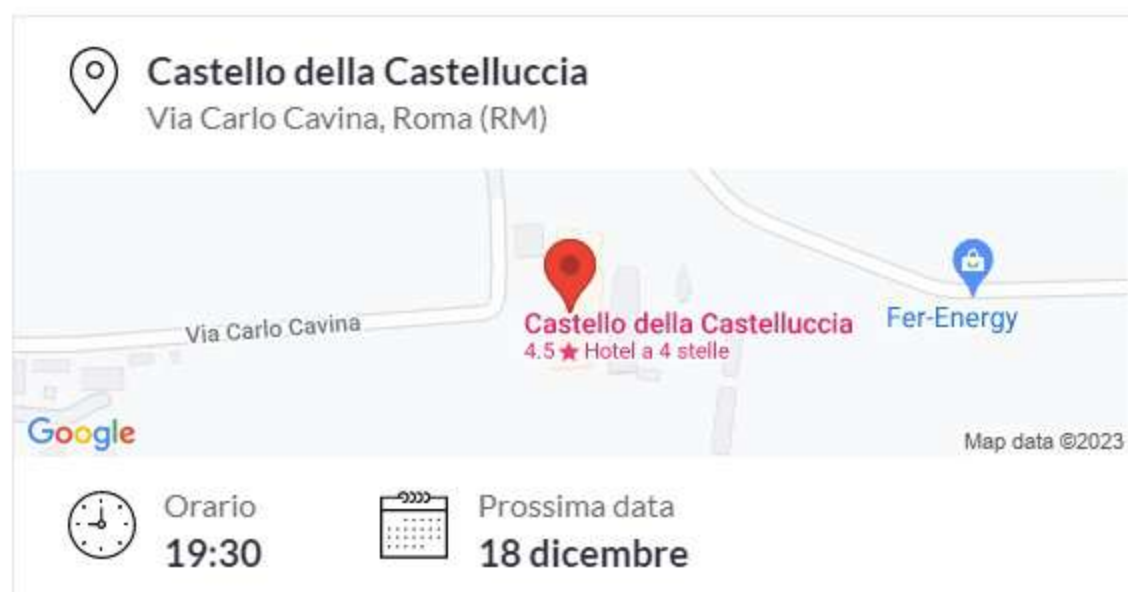 Castello della Castelluccia
Via Carlo Cavina, Roma (RM)
Via Carlo Cavina
Castello della Castelluccia
4.5★ Hotel a 4 stelle
Fer-Energy
Google
Map data ©2023
Orario
19:30
Prossima data
18 dicembre